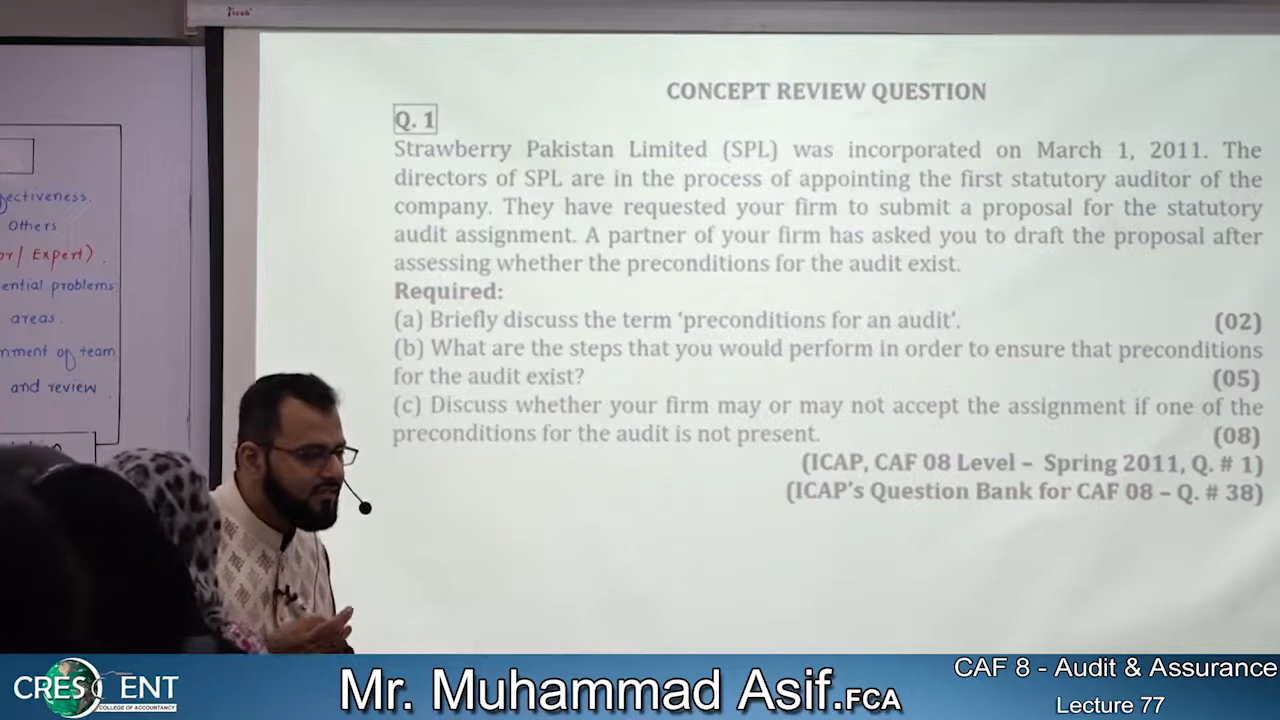 CONCEPT REVIEW QUESTION
Q. 1
Strawberry Pakistan Limited (SPL) was incorporated on March 1, 2011. The
directors of SPL are in the process of appointing the first statutory auditor of the
company. They have requested your firm to submit a proposal for the statutory
audit assignment. A partner of your firm has asked you to draft the proposal after
assessing whether the preconditions for the audit exist.
Required:
(a) Briefly discuss the term ‘preconditions for an audit’. (02)
(b) What are the steps that you would perform in order to ensure that preconditions
for the audit exist? (05)
(c) Discuss whether your firm may or may not accept the assignment if one of the
preconditions for the audit is not present. (08)
(ICAP, CAF 08 Level – Spring 2011, Q. # 1)
(ICAP's Question Bank for CAF 08 – Q. # 38)
Others
or/ Expert)
problems
areas.
of team
and review
CRESCENT
COLLEGE OF ACCOUNTANCY
Mr. Muhammad Asif.FCA
CAF 8 - Audit & Assurance
Lecture 77